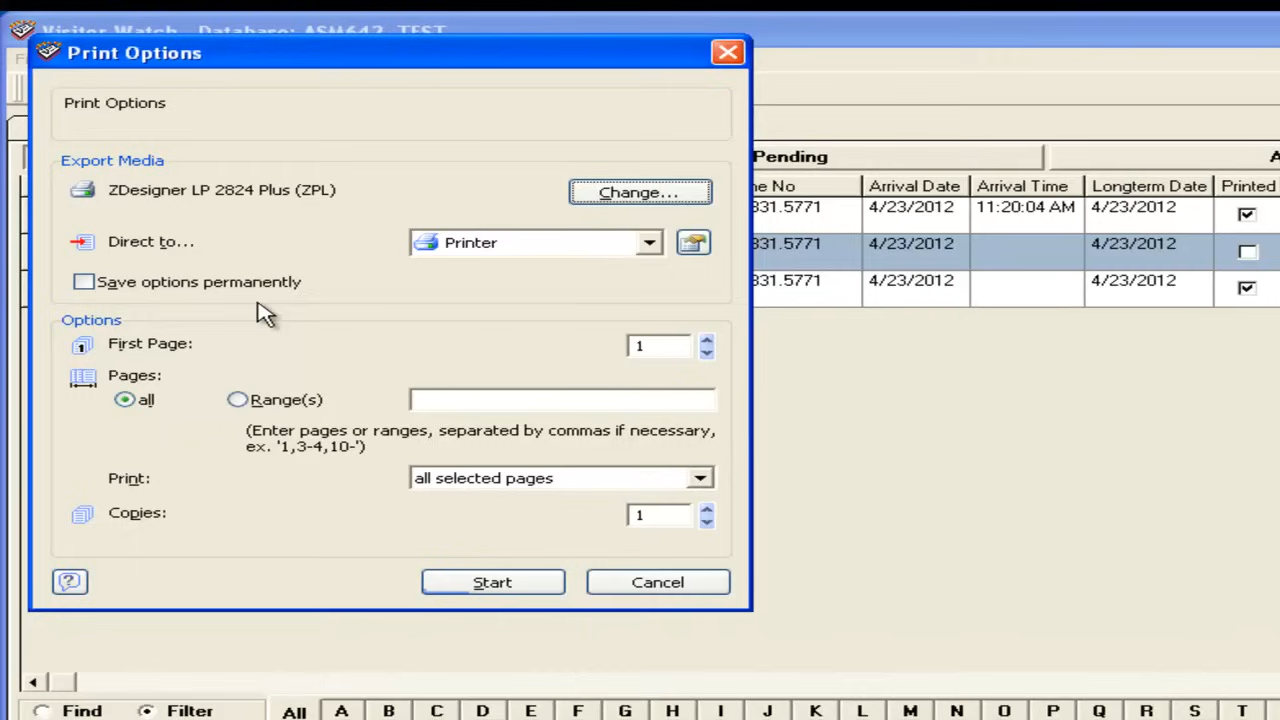 Visitor Watch - Database: ASM642_TEST
Print Options
Print Options
Export Media
ZDesigner LP 2824 Plus (ZPL)
Change...
Direct to...
Printer
Save options permanently
Options
First Page:
1
Pages:
all
Range(s)
(Enter pages or ranges, separated by commas if necessary,
ex. '1,3-4,10-')
Print:
all selected pages
Copies:
1
Start
Cancel
Pending
A
ne No
Arrival Date
Arrival Time
Longterm Date
Printed
331.5771
4/23/2012
11:20:04 AM
4/23/2012
331.5771
4/23/2012
4/23/2012
331.5771
4/23/2012
4/23/2012
Find
Filter
All
A
B
C
D
E
F
G
H
I
J
K
L
M
N
O
P
Q
R
S
T